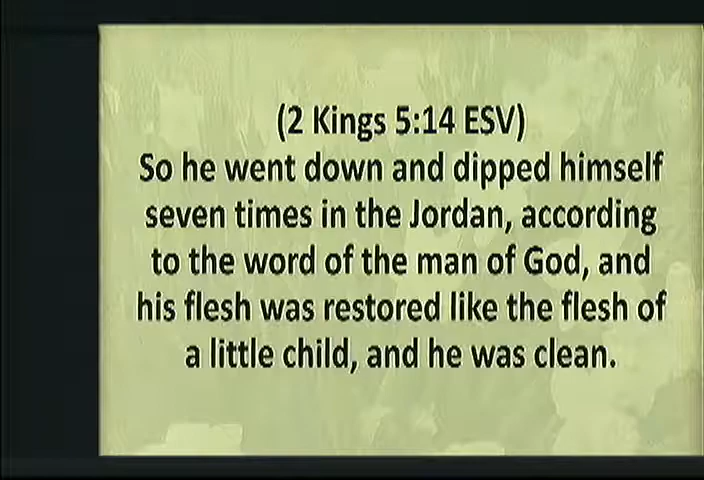 (2 Kings 5:14 ESV)
So he went down and dipped himself
seven times in the Jordan, according
to the word of the man of God, and
his flesh was restored like the flesh of
a little child, and he was clean.